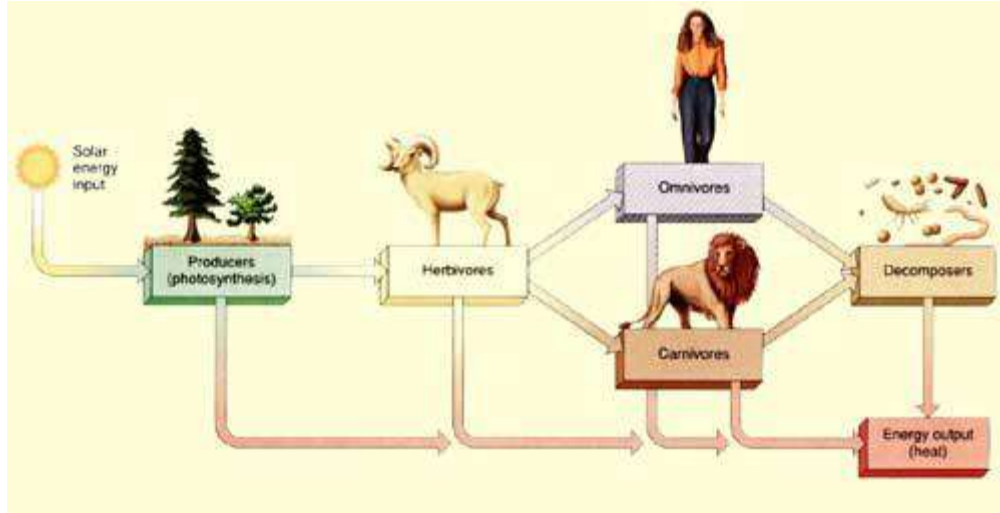 Solar
energy
input
Producers
(photosynthesis)
Herbivores
Omnivores
Carnivores
Decomposers
Energy output
(heat)